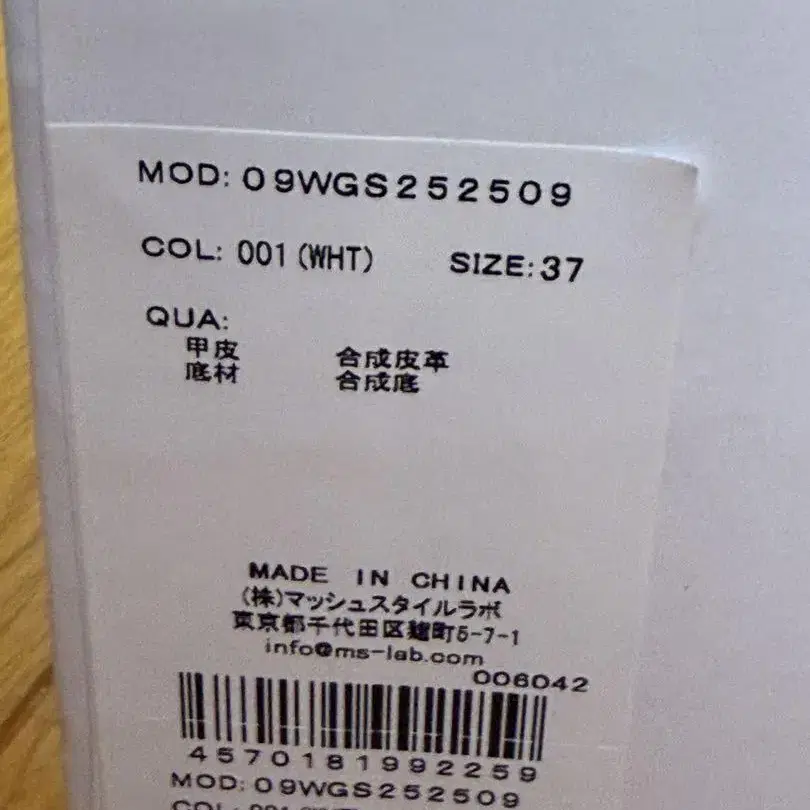 MOD: 09WGS252509
COL: 001 (WHT) SIZE: 37
QUA:
甲皮 合成皮革
底材 合成底
MADE IN CHINA
(株)マッシュスタイルラボ
東京都千代田区麹町5-7-1
info@ms-lab.com
006042
4570181992259
MOD: 09WGS252509
COL: